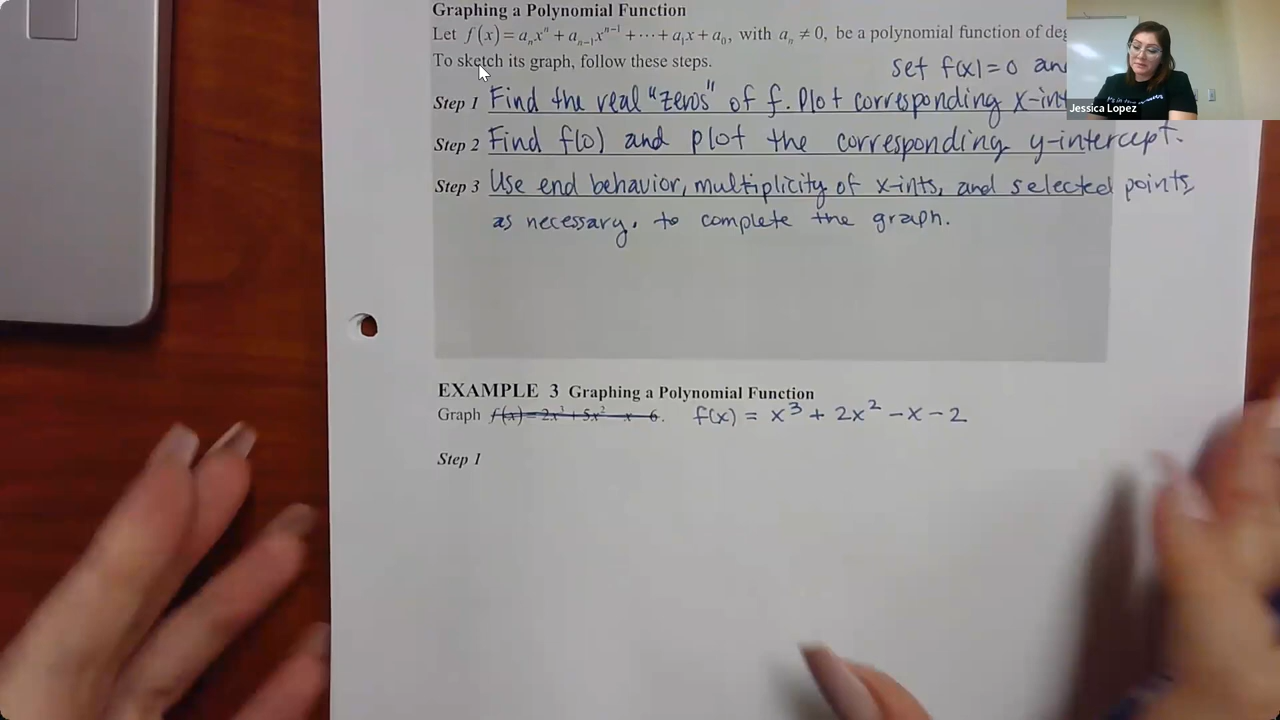 Graphing a Polynomial Function
Let f(x) = aₙxⁿ + aₙ₋₁xⁿ⁻¹ + ⋯ + a₁x + a₀, with aₙ ≠ 0, be a polynomial function of deg
To sketch its graph, follow these steps.
set f(x) = 0 an
Step 1 Find the real "zeros" of f. Plot corresponding x-int
Jessica Lopez
Step 2 Find f(0) and plot the corresponding y-intercept.
Step 3 Use end behavior, multiplicity of x-ints, and selected points,
as necessary, to complete the graph.
EXAMPLE 3 Graphing a Polynomial Function
Graph f(x) = 2x³ + 5x² − x − 6. f(x) = x³ + 2x² − x − 2
Step 1